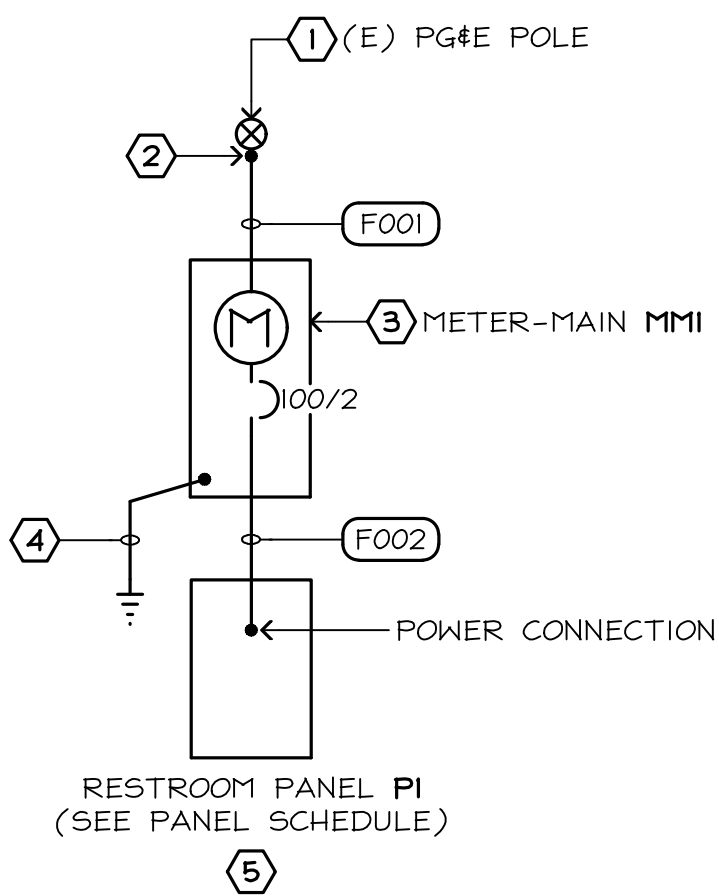 1 (E) PG&E POLE
2
F001
M
3 METER-MAIN MM1
100/2
4
F002
POWER CONNECTION
RESTROOM PANEL P1
(SEE PANEL SCHEDULE)
5